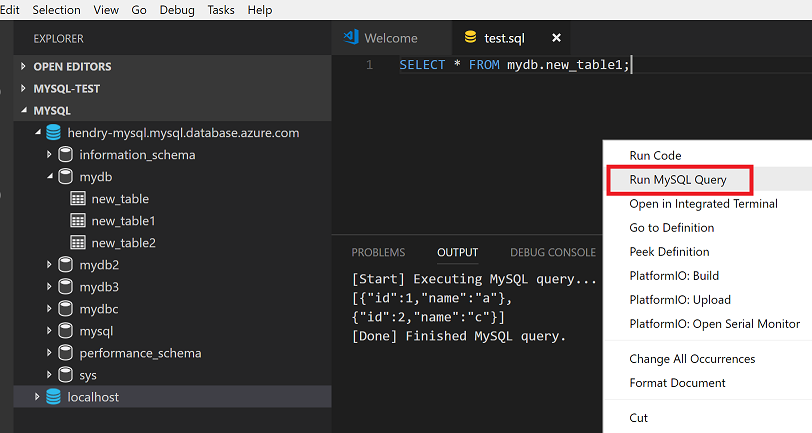 Edit Selection View Go Debug Tasks Help
EXPLORER
OPEN EDITORS
MYSQL-TEST
MYSQL
hendry-mysql.mysql.database.azure.com
information_schema
mydb
new_table
new_table1
new_table2
mydb2
mydb3
mydbc
mysql
performance_schema
sys
localhost
Welcome test.sql
1 SELECT * FROM mydb.new_table1;
PROBLEMS OUTPUT DEBUG CONSOLE
[Start] Executing MySQL query...
[{"id":1,"name":"a"},
{"id":2,"name":"c"}]
[Done] Finished MySQL query.
Run Code
Run MySQL Query
Open in Integrated Terminal
Go to Definition
Peek Definition
PlatformIO: Build
PlatformIO: Upload
PlatformIO: Open Serial Monitor
Change All Occurrences
Format Document
Cut